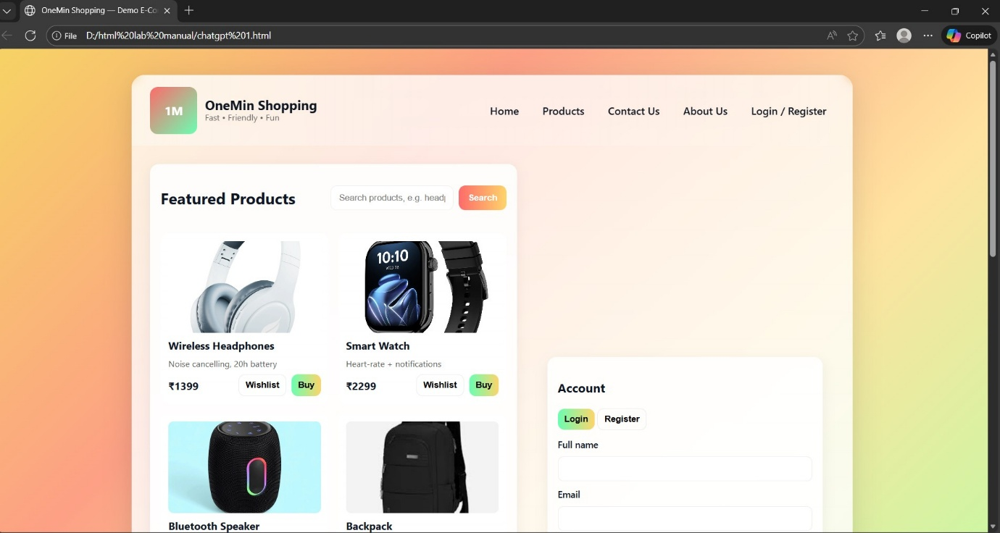 OneMin Shopping — Demo E-Co
File D:/html%20lab%20manual/chatgpt%201.html
Copilot
1M
OneMin Shopping
Fast • Friendly • Fun
Home Products Contact Us About Us Login / Register
Featured Products
Search products, e.g. head
Search
10:10
Wireless Headphones
Noise cancelling, 20h battery
₹1399 Wishlist Buy
Smart Watch
Heart-rate + notifications
₹2299 Wishlist Buy
Bluetooth Speaker
Backpack
Account
Login Register
Full name
Email